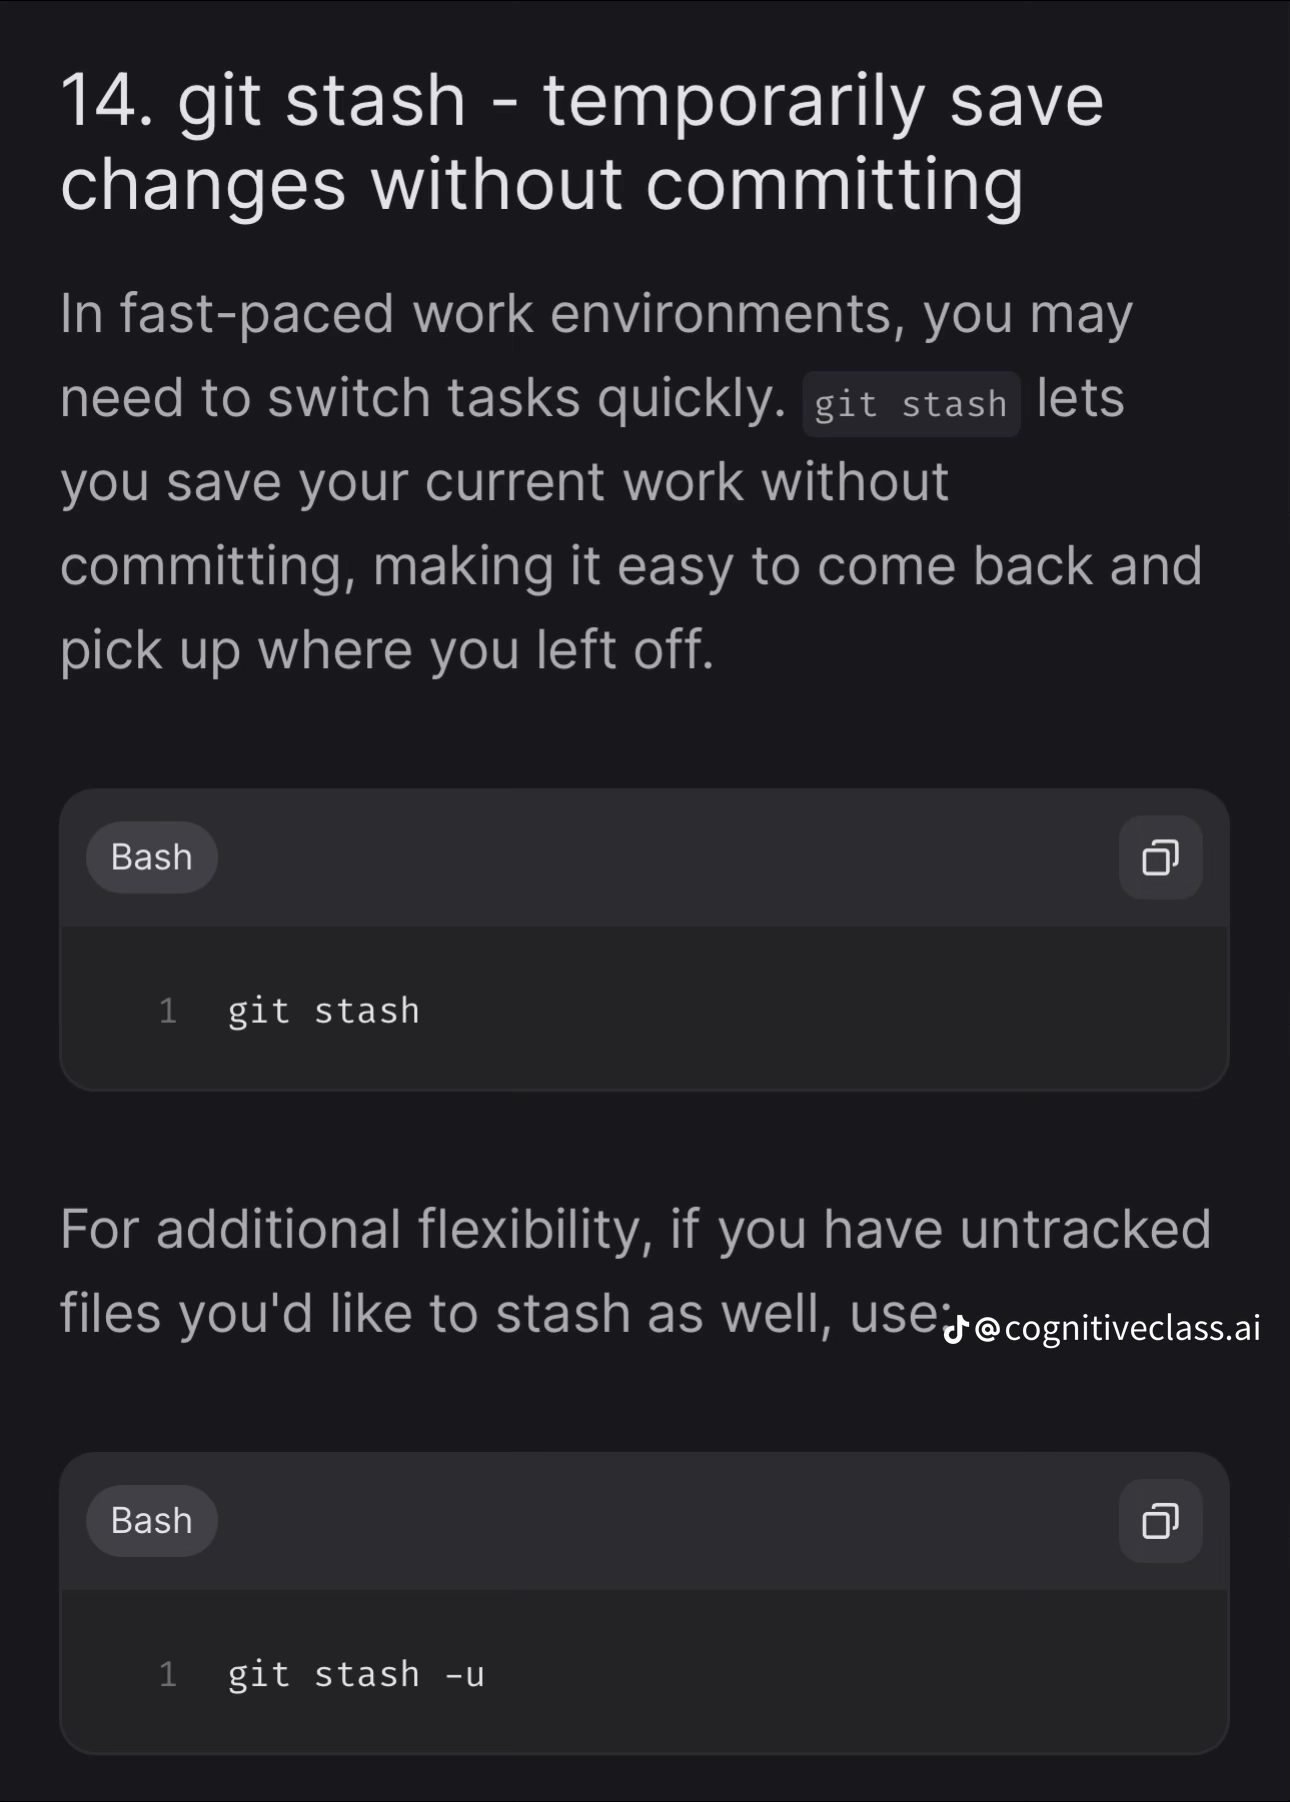 14. git stash - temporarily save
changes without committing
In fast-paced work environments, you may
need to switch tasks quickly. git stash lets
you save your current work without
committing, making it easy to come back and
pick up where you left off.
Bash
1 git stash
For additional flexibility, if you have untracked
files you'd like to stash as well, use:
@cognitiveclass.ai
Bash
1 git stash -u